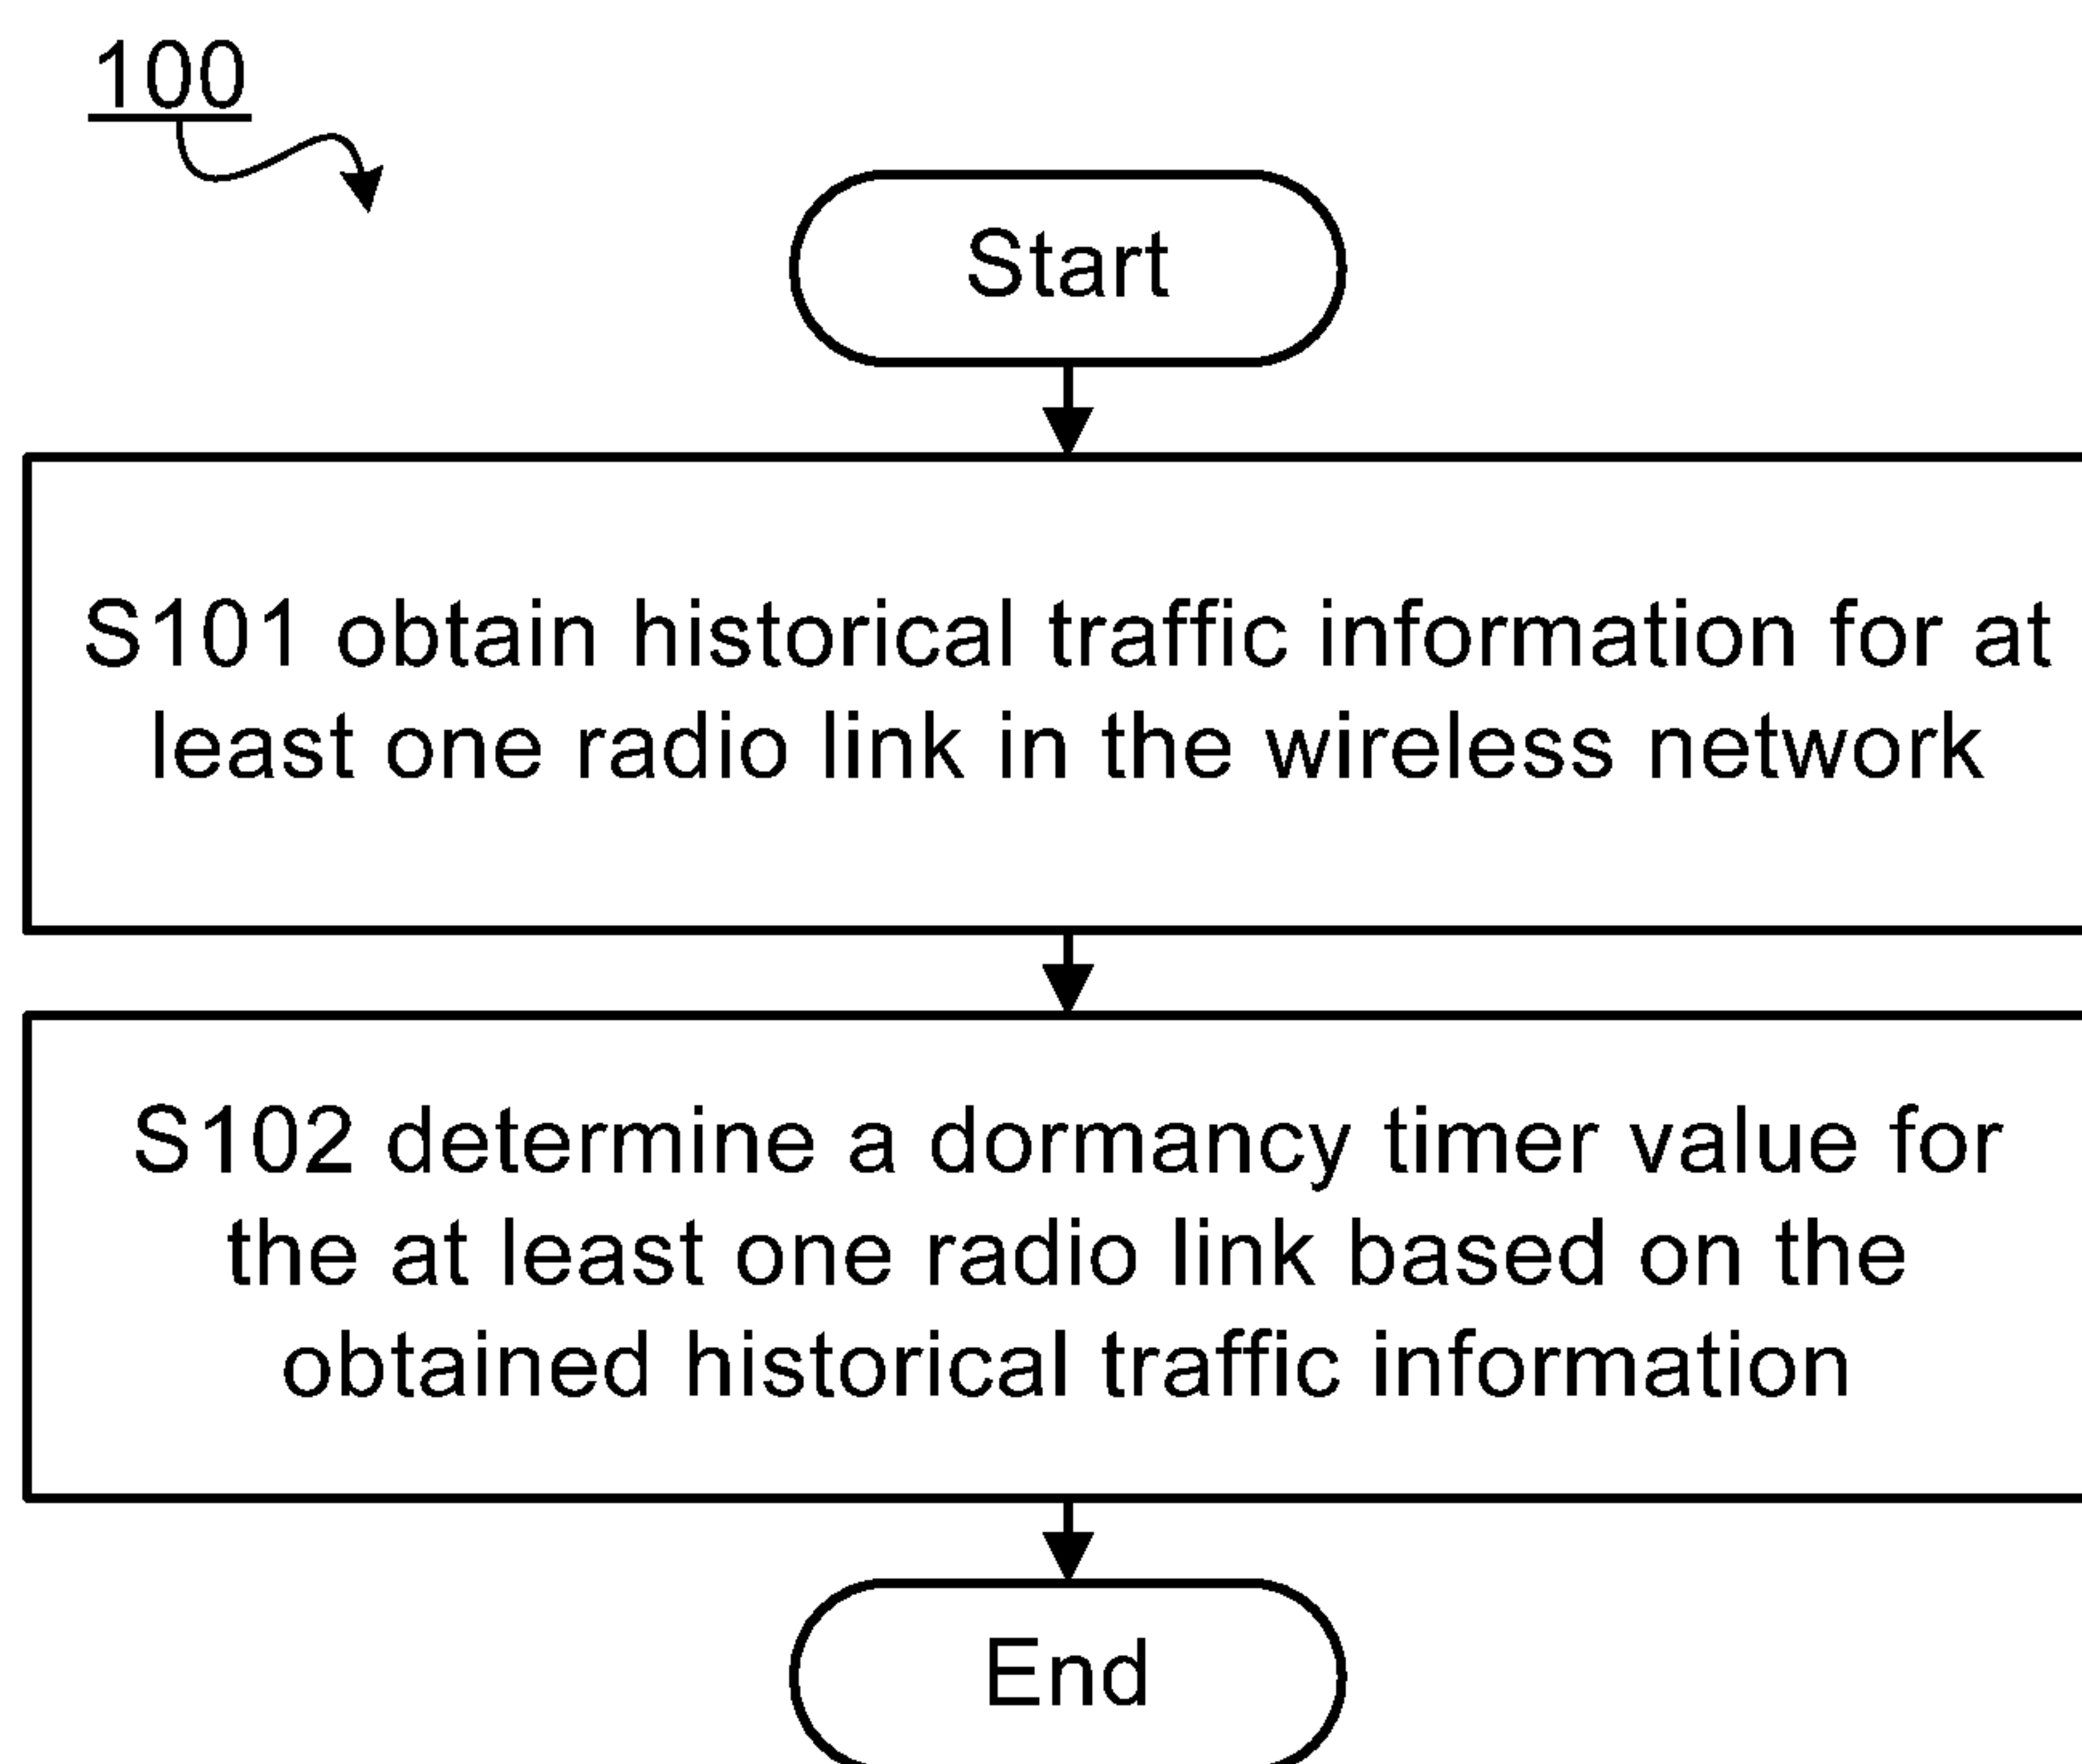 100
Start
S101 obtain historical traffic information for at
least one radio link in the wireless network
S102 determine a dormancy timer value for
the at least one radio link based on the
obtained historical traffic information
End